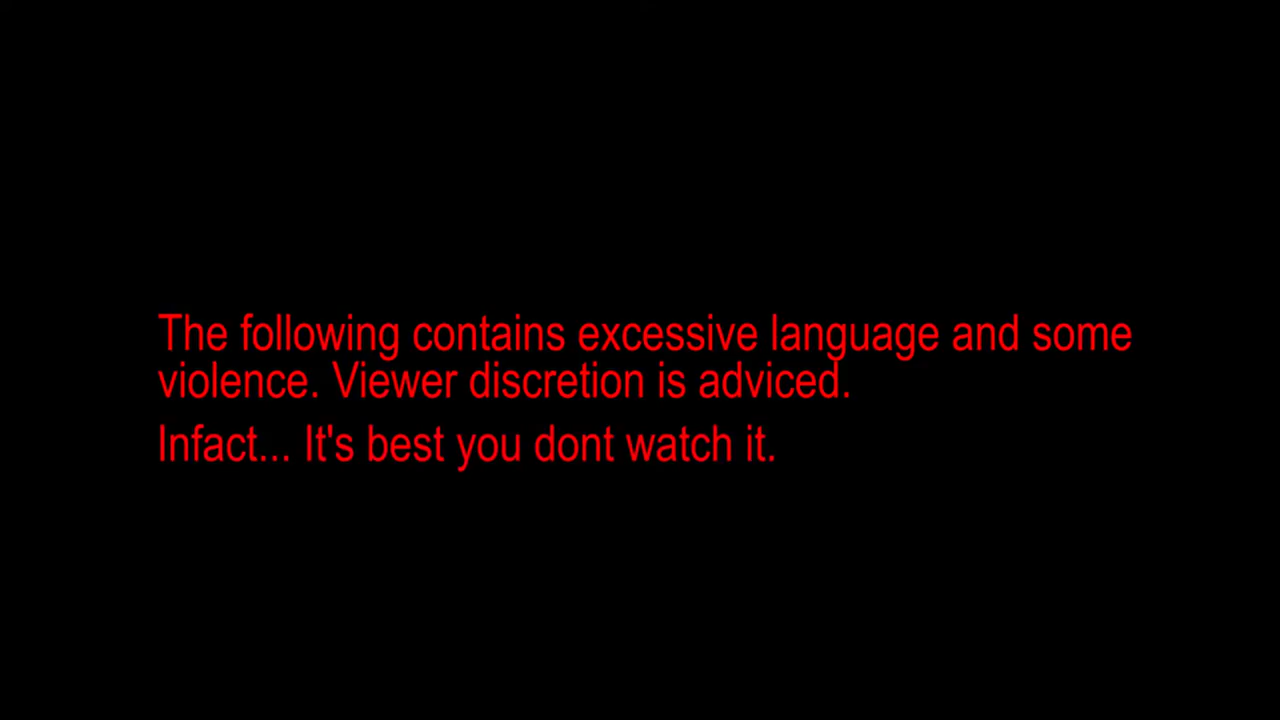 The following contains excessive language and some
violence. Viewer discretion is adviced.
Infact... It's best you dont watch it.